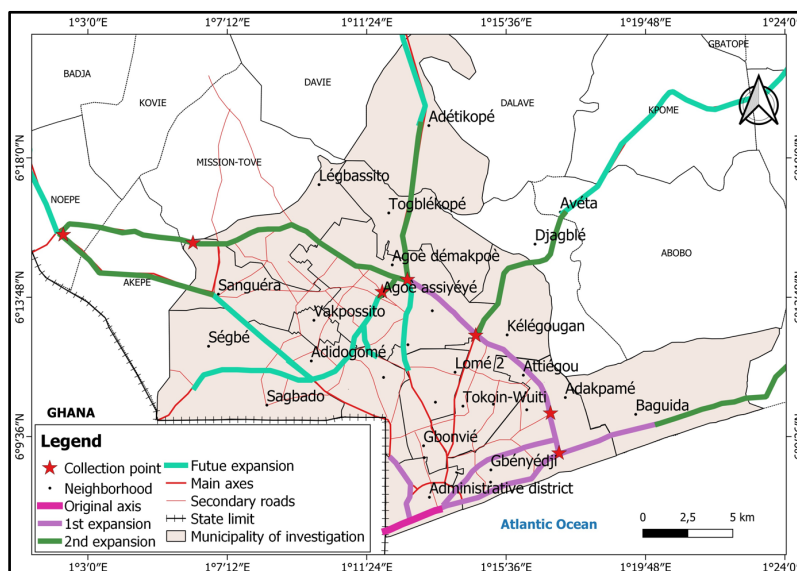 1°3'0"E
1°7'12"E
1°11'24"E
1°15'36"E
1°19'48"E
1°24'0
GBATOPE
BADJA
DAVIE
KOVIE
DALAVE
KPOME
Adétikopé
6°18'0"N
MISSION-TOVE
Légbassito
NOEPE
Togblékopé
Avéta
Djagblé
ABOBO
Agoè démakpoè
AKEPE
Sanguéra
Agoè assiyéyé
6°13'48"N
Vakpossito
Kélégougan
Ségbé
Adidogomé
Lomé 2
Attiégou
Sagbado
Tokoin-Wuiti
Adakpamé
Baguida
GHANA
6°9'36"N
Gbonvié
Gbényédji
Administrative district
Atlantic Ocean
Legend
Collection point
Neighborhood
Original axis
1st expansion
2nd expansion
Futue expansion
Main axes
Secondary roads
State limit
Municipality of investigation
0 2,5 5 km
1°3'0"E
1°7'12"E
1°11'24"E
1°15'36"E
1°19'48"E
1°24'0